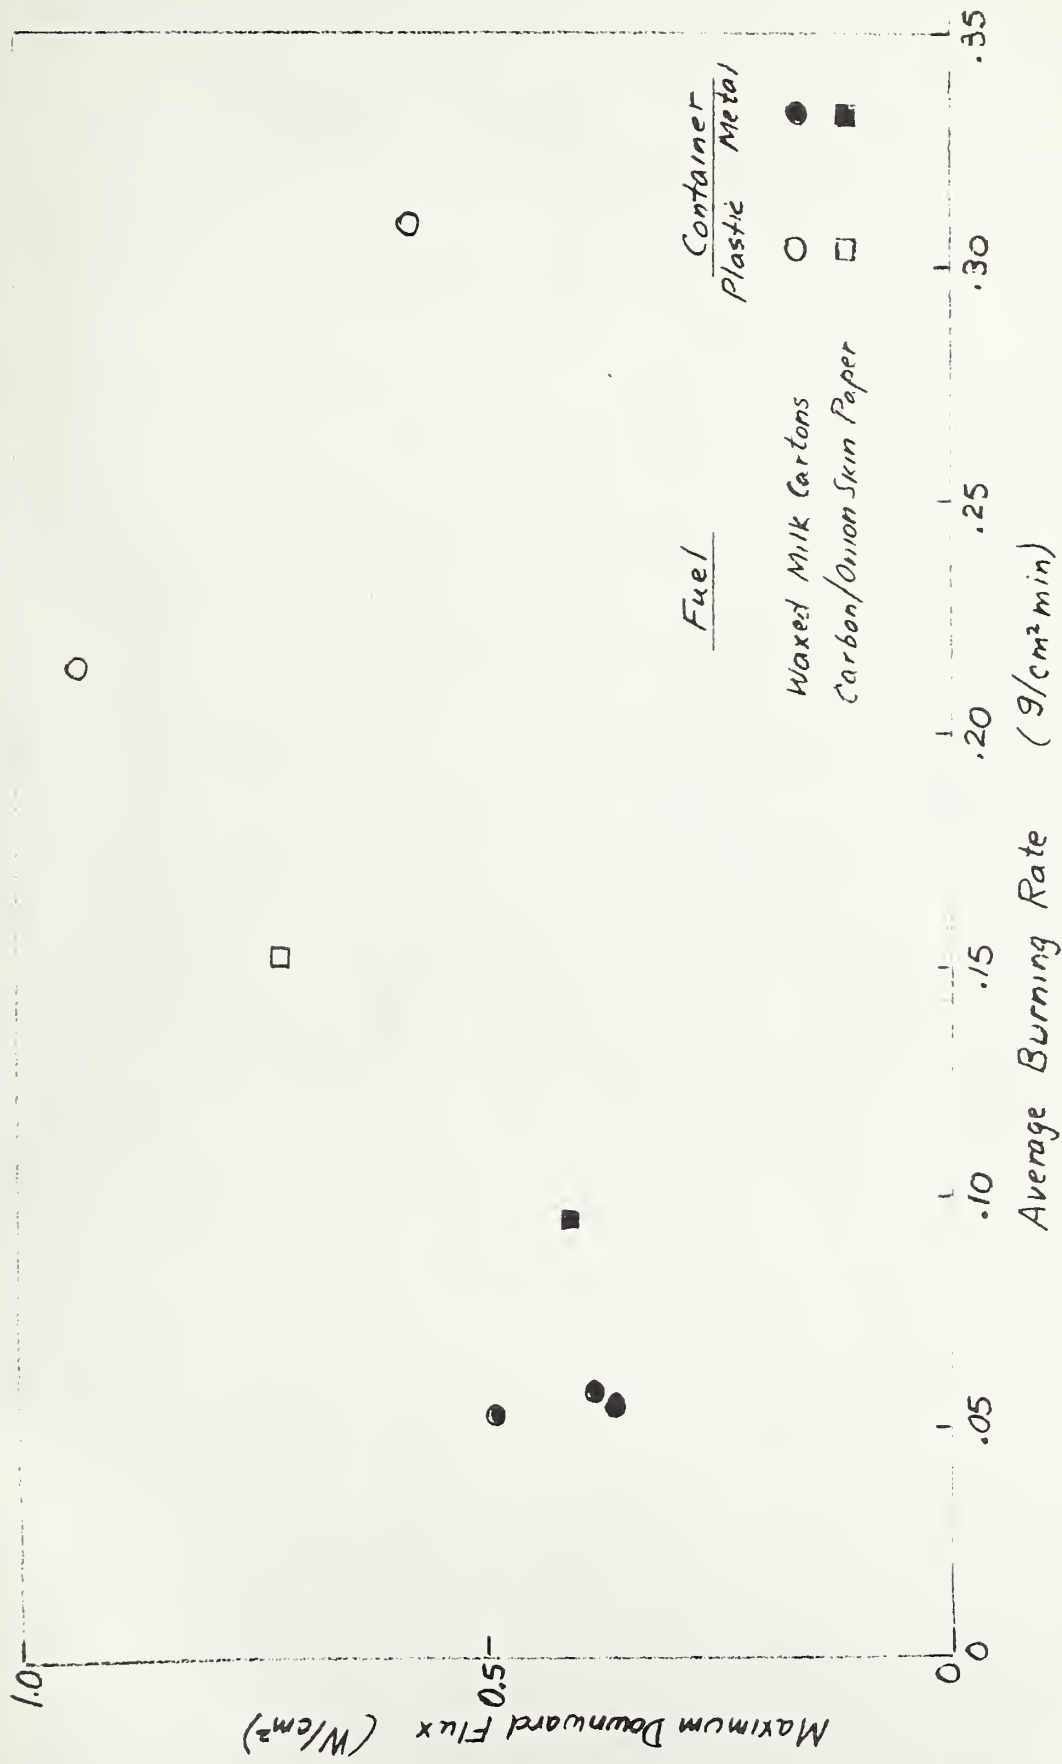 Maximum Downward Flux (W/cm²)
1.0
0.5
0
Fuel
Container
Plastic Metal
Waxed Milk Cartons
Carbon/Onion Skin Paper
0 .05 .10 .15 .20 .25 .30 .35
Average Burning Rate (g/cm² min)